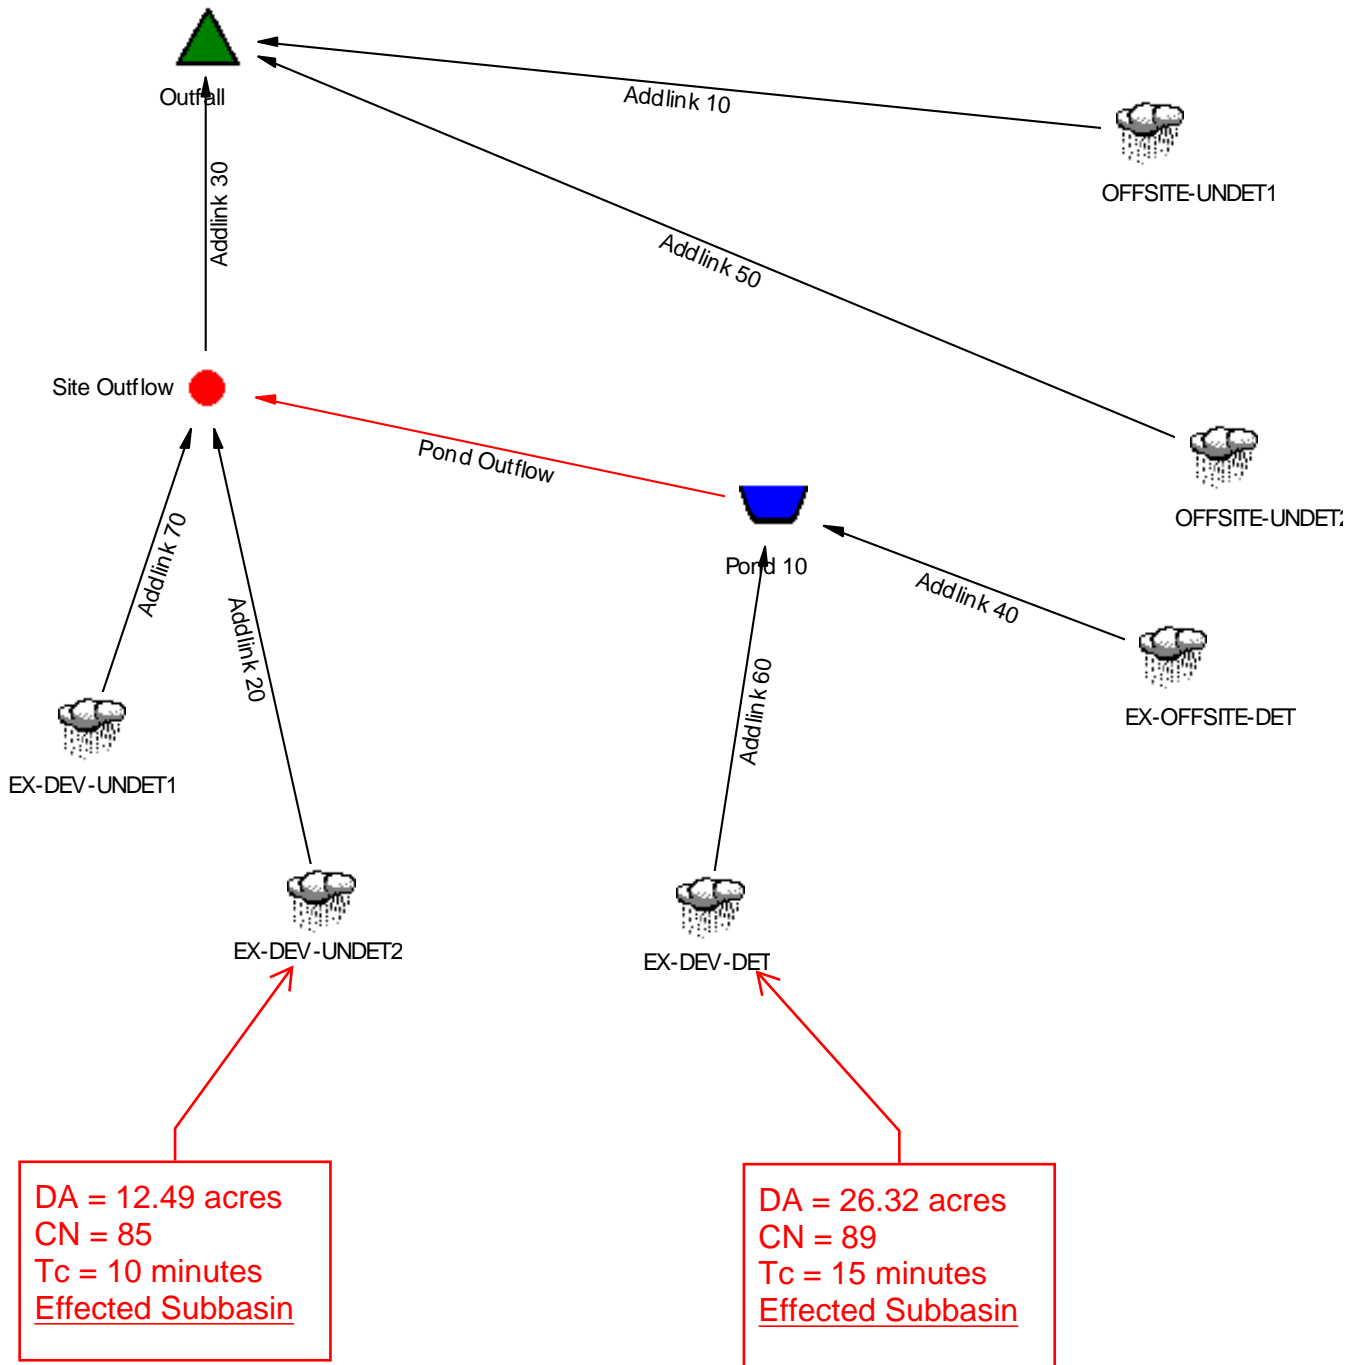 Outfall
Addlink 10
OFFSITE-UNDET1
Addlink 30
Addlink 50
Site Outflow
Pond Outflow
OFFSITE-UNDET2
Pond 10
Addlink 70
Addlink 20
Addlink 40
Addlink 60
EX-OFFSITE-DET
EX-DEV-UNDET1
EX-DEV-UNDET2
EX-DEV-DET
DA = 12.49 acres
CN = 85
Tc = 10 minutes
Effected Subbasin
DA = 26.32 acres
CN = 89
Tc = 15 minutes
Effected Subbasin